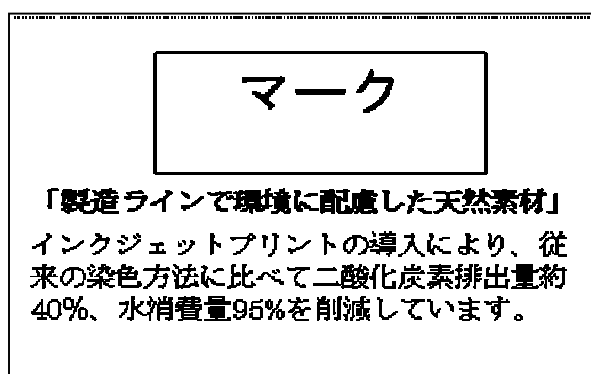 マーク
「製造ラインで環境に配慮した天然素材」
インクジェットプリントの導入により、従
来の染色方法に比べて二酸化炭素排出量約
40%、水消費量95%を削減しています。